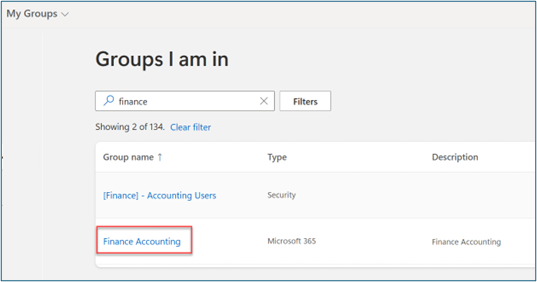 My Groups
Groups I am in
finance
Filters
Showing 2 of 134. Clear filter
Group name ↑ Type Description
[Finance] - Accounting Users Security
Finance Accounting Microsoft 365 Finance Accounting